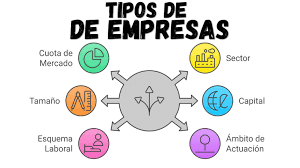 TIPOS DE
DE EMPRESAS
Cuota de
Mercado
Sector
Tamaño
Capital
Esquema
Laboral
Ámbito de
Actuación